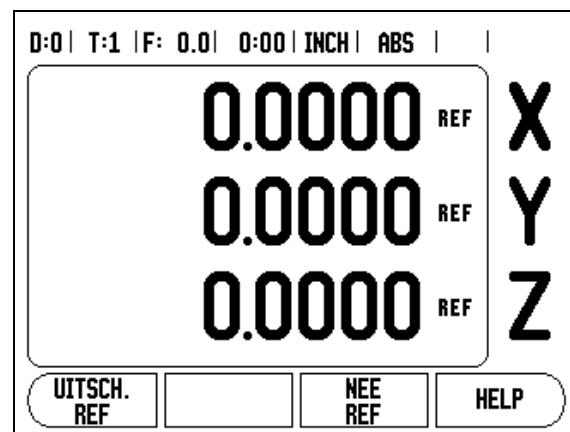 D:0| T:1 |F: 0.0| 0:00| INCH| ABS | |
0.0000 REF X
0.0000 REF Y
0.0000 REF Z
UITSCH. REF
NEE REF
HELP